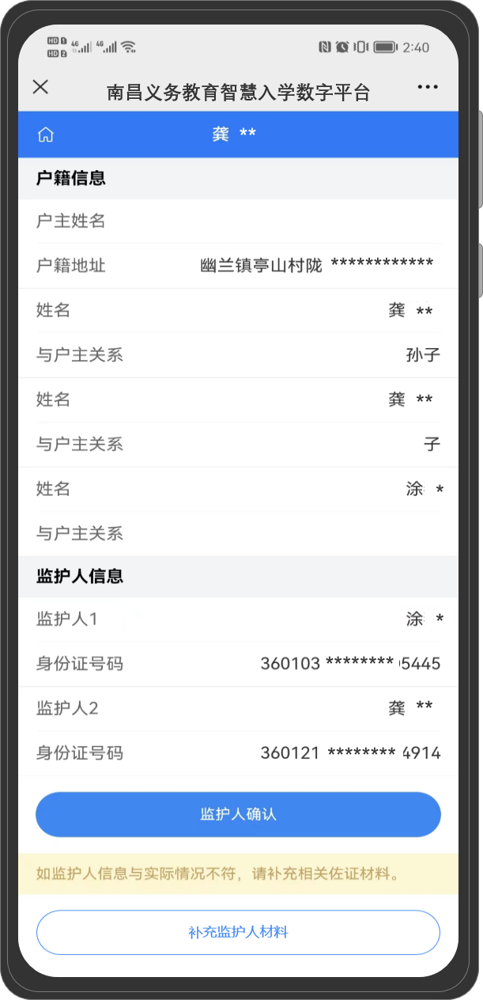 HD 1 4G 4G 2:40
HD 2
南昌义务教育智慧入学数字平台
龚 **
户籍信息
户主姓名
户籍地址 幽兰镇亭山村陇 ************
姓名 龚 **
与户主关系 孙子
姓名 龚 **
与户主关系 子
姓名 涂 *
与户主关系
监护人信息
监护人1 涂 *
身份证号码 360103 ******** 5445
监护人2 龚 **
身份证号码 360121 ******** 4914
监护人确认
如监护人信息与实际情况不符，请补充相关佐证材料。
补充监护人材料